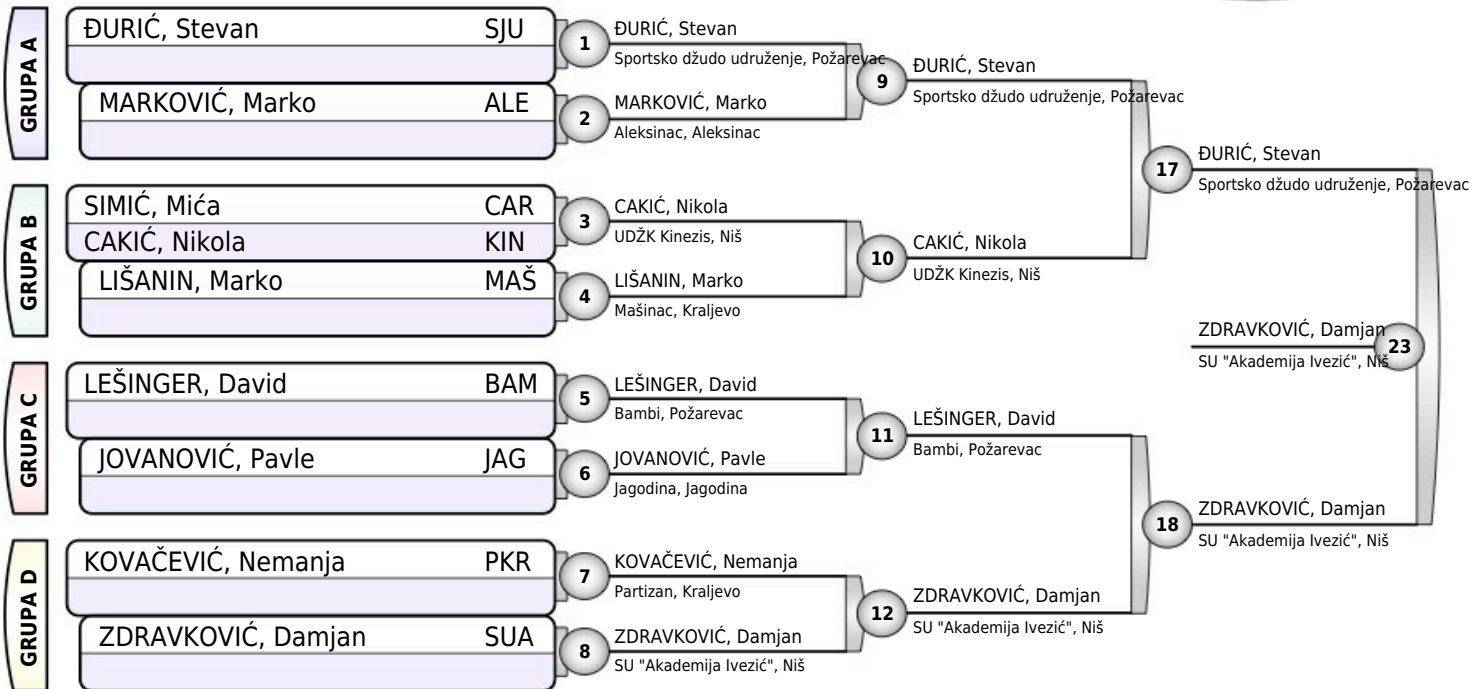 GRUPA A
ĐURIĆ, Stevan SJU
MARKOVIĆ, Marko ALE
GRUPA B
SIMIĆ, Mića CAR
CAKIĆ, Nikola KIN
LIŠANIN, Marko MAŠ
GRUPA C
LEŠINGER, David BAM
JOVANOVIĆ, Pavle JAG
GRUPA D
KOVAČEVIĆ, Nemanja PKR
ZDRAVKOVIĆ, Damjan SUA
1
ĐURIĆ, Stevan
Sportsko džudo udruženje, Požarevac
2
MARKOVIĆ, Marko
Aleksinac, Aleksinac
3
CAKIĆ, Nikola
UDŽK Kinezis, Niš
4
LIŠANIN, Marko
Mašinac, Kraljevo
5
LEŠINGER, David
Bambi, Požarevac
6
JOVANOVIĆ, Pavle
Jagodina, Jagodina
7
KOVAČEVIĆ, Nemanja
Partizan, Kraljevo
8
ZDRAVKOVIĆ, Damjan
SU "Akademija Ivezić", Niš
9
ĐURIĆ, Stevan
Sportsko džudo udruženje, Požarevac
10
CAKIĆ, Nikola
UDŽK Kinezis, Niš
11
LEŠINGER, David
Bambi, Požarevac
12
ZDRAVKOVIĆ, Damjan
SU "Akademija Ivezić", Niš
17
ĐURIĆ, Stevan
Sportsko džudo udruženje, Požarevac
18
ZDRAVKOVIĆ, Damjan
SU "Akademija Ivezić", Niš
ZDRAVKOVIĆ, Damjan
SU "Akademija Ivezić", Niš
23